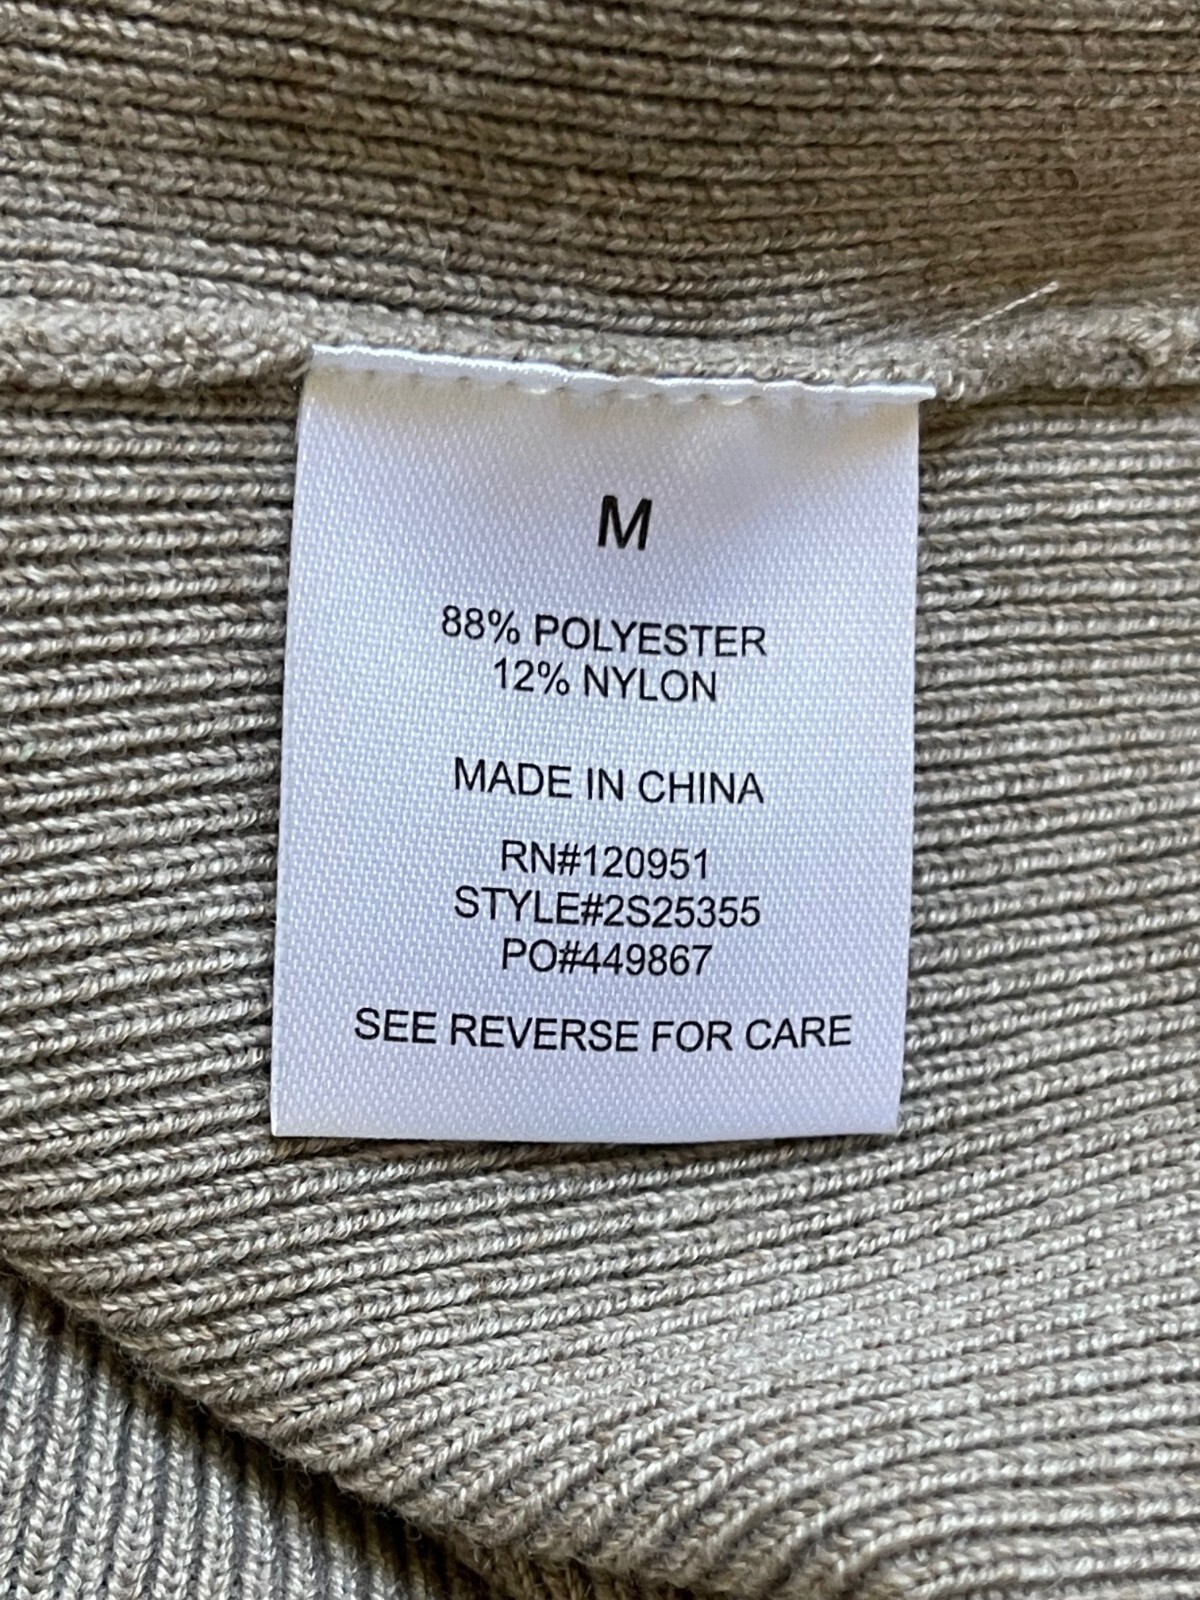 M
88% POLYESTER
12% NYLON
MADE IN CHINA
RN#120951
STYLE#2S25355
PO#449867
SEE REVERSE FOR CARE